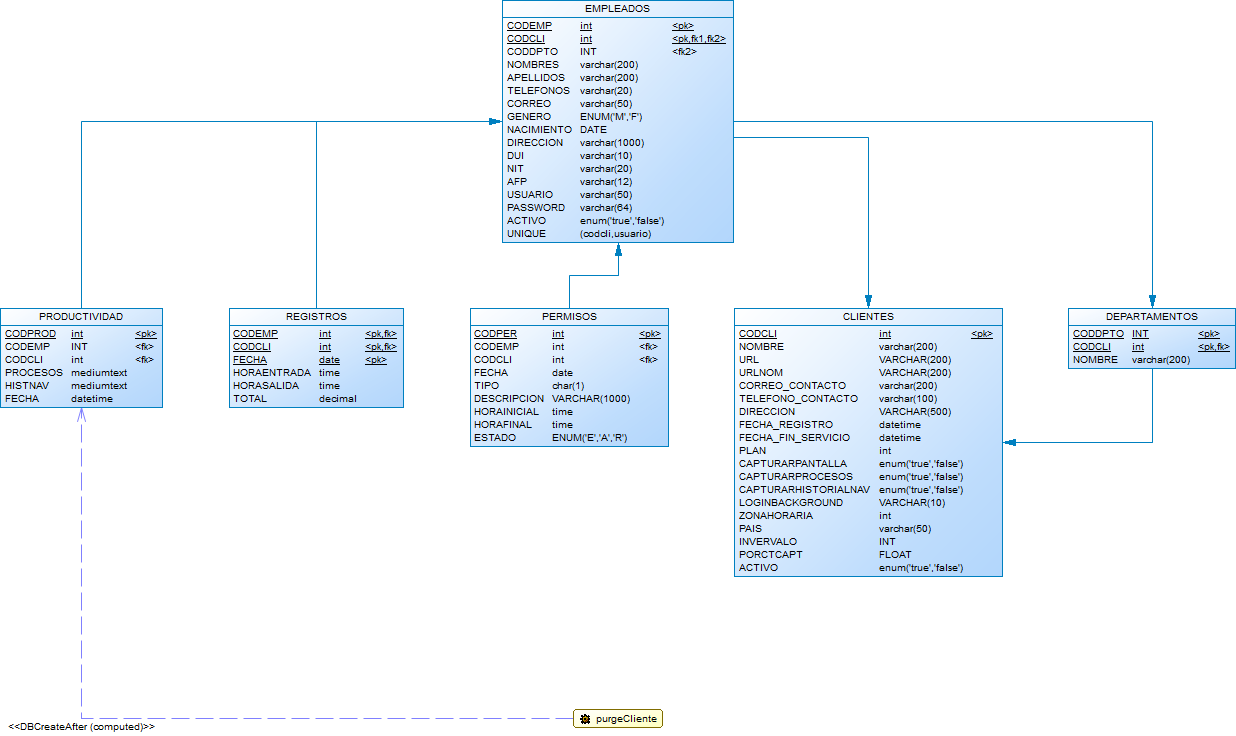 EMPLEADOS
CODEMP int <pk>
CODCLI int <pk,fk1,fk2>
CODDPTO INT <fk2>
NOMBRES varchar(200)
APELLIDOS varchar(200)
TELEFONOS varchar(20)
CORREO varchar(50)
GENERO ENUM('M','F')
NACIMIENTO DATE
DIRECCION varchar(1000)
DUI varchar(10)
NIT varchar(20)
AFP varchar(12)
USUARIO varchar(50)
PASSWORD varchar(64)
ACTIVO enum('true','false')
UNIQUE (codcli,usuario)
PRODUCTIVIDAD
CODPROD int <pk>
CODEMP INT <fk>
CODCLI int <fk>
PROCESOS mediumtext
HISTNAV mediumtext
FECHA datetime
REGISTROS
CODEMP int <pk,fk>
CODCLI int <pk,fk>
FECHA date <pk>
HORAENTRADA time
HORASALIDA time
TOTAL decimal
PERMISOS
CODPER int <pk>
CODEMP int <fk>
CODCLI int <fk>
FECHA date
TIPO char(1)
DESCRIPCION VARCHAR(1000)
HORAINICIAL time
HORAFINAL time
ESTADO ENUM('E','A','R')
CLIENTES
CODCLI int <pk>
NOMBRE varchar(200)
URL VARCHAR(200)
URLNOM VARCHAR(200)
CORREO_CONTACTO varchar(200)
TELEFONO_CONTACTO varchar(100)
DIRECCION VARCHAR(500)
FECHA_REGISTRO datetime
FECHA_FIN_SERVICIO datetime
PLAN int
CAPTURARPANTALLA enum('true','false')
CAPTURARPROCESOS enum('true','false')
CAPTURARHISTORIALNAV enum('true','false')
LOGINBACKGROUND VARCHAR(10)
ZONAHORARIA int
PAIS varchar(50)
INVERVALO INT
PORCTCAPT FLOAT
ACTIVO enum('true','false')
DEPARTAMENTOS
CODDPTO INT <pk>
CODCLI int <pk,fk>
NOMBRE varchar(200)
<<DBCreateAfter (computed)>>
purgeCliente